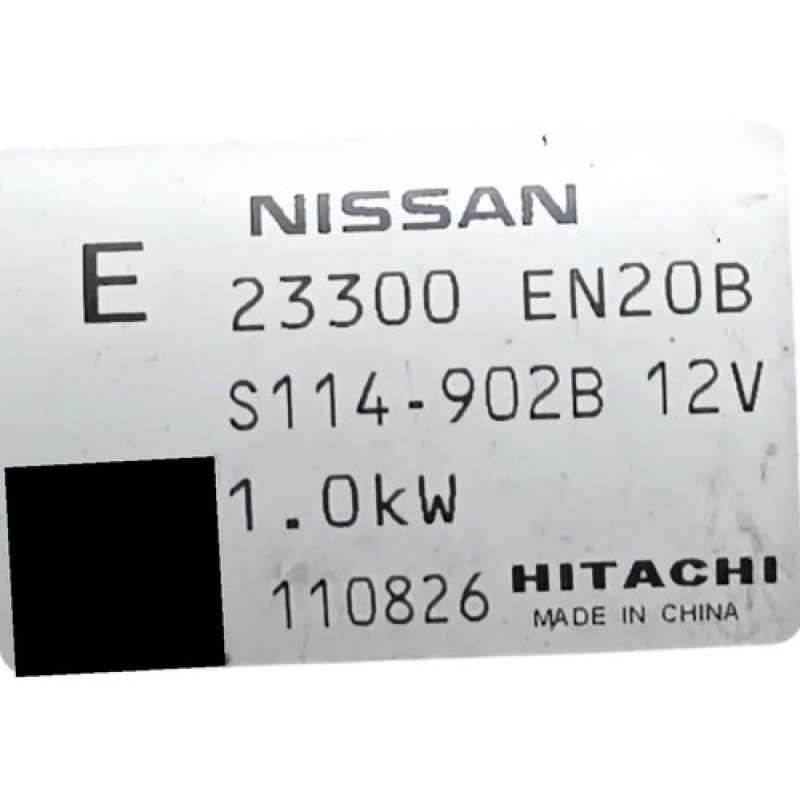 NISSAN
E 23300 EN20B
S114-902B 12V
1.0kW
110826 HITACHI
MADE IN CHINA